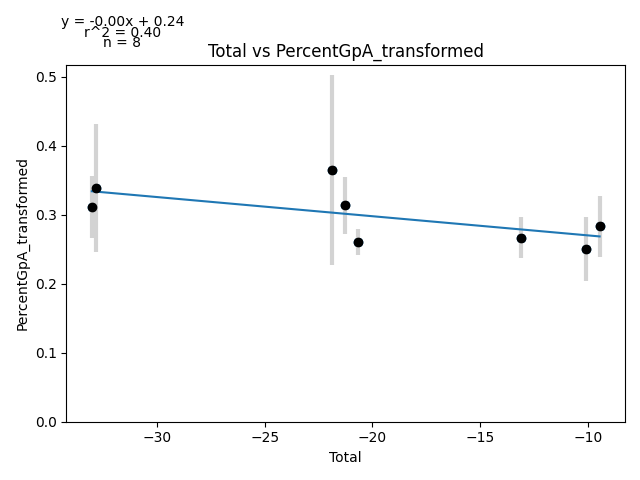 y = -0.00x + 0.24
r^2 = 0.40
n = 8
Total vs PercentGpA_transformed
PercentGpA_transformed
0.5
0.4
0.3
0.2
0.1
0.0
−30
−25
−20
−15
−10
Total